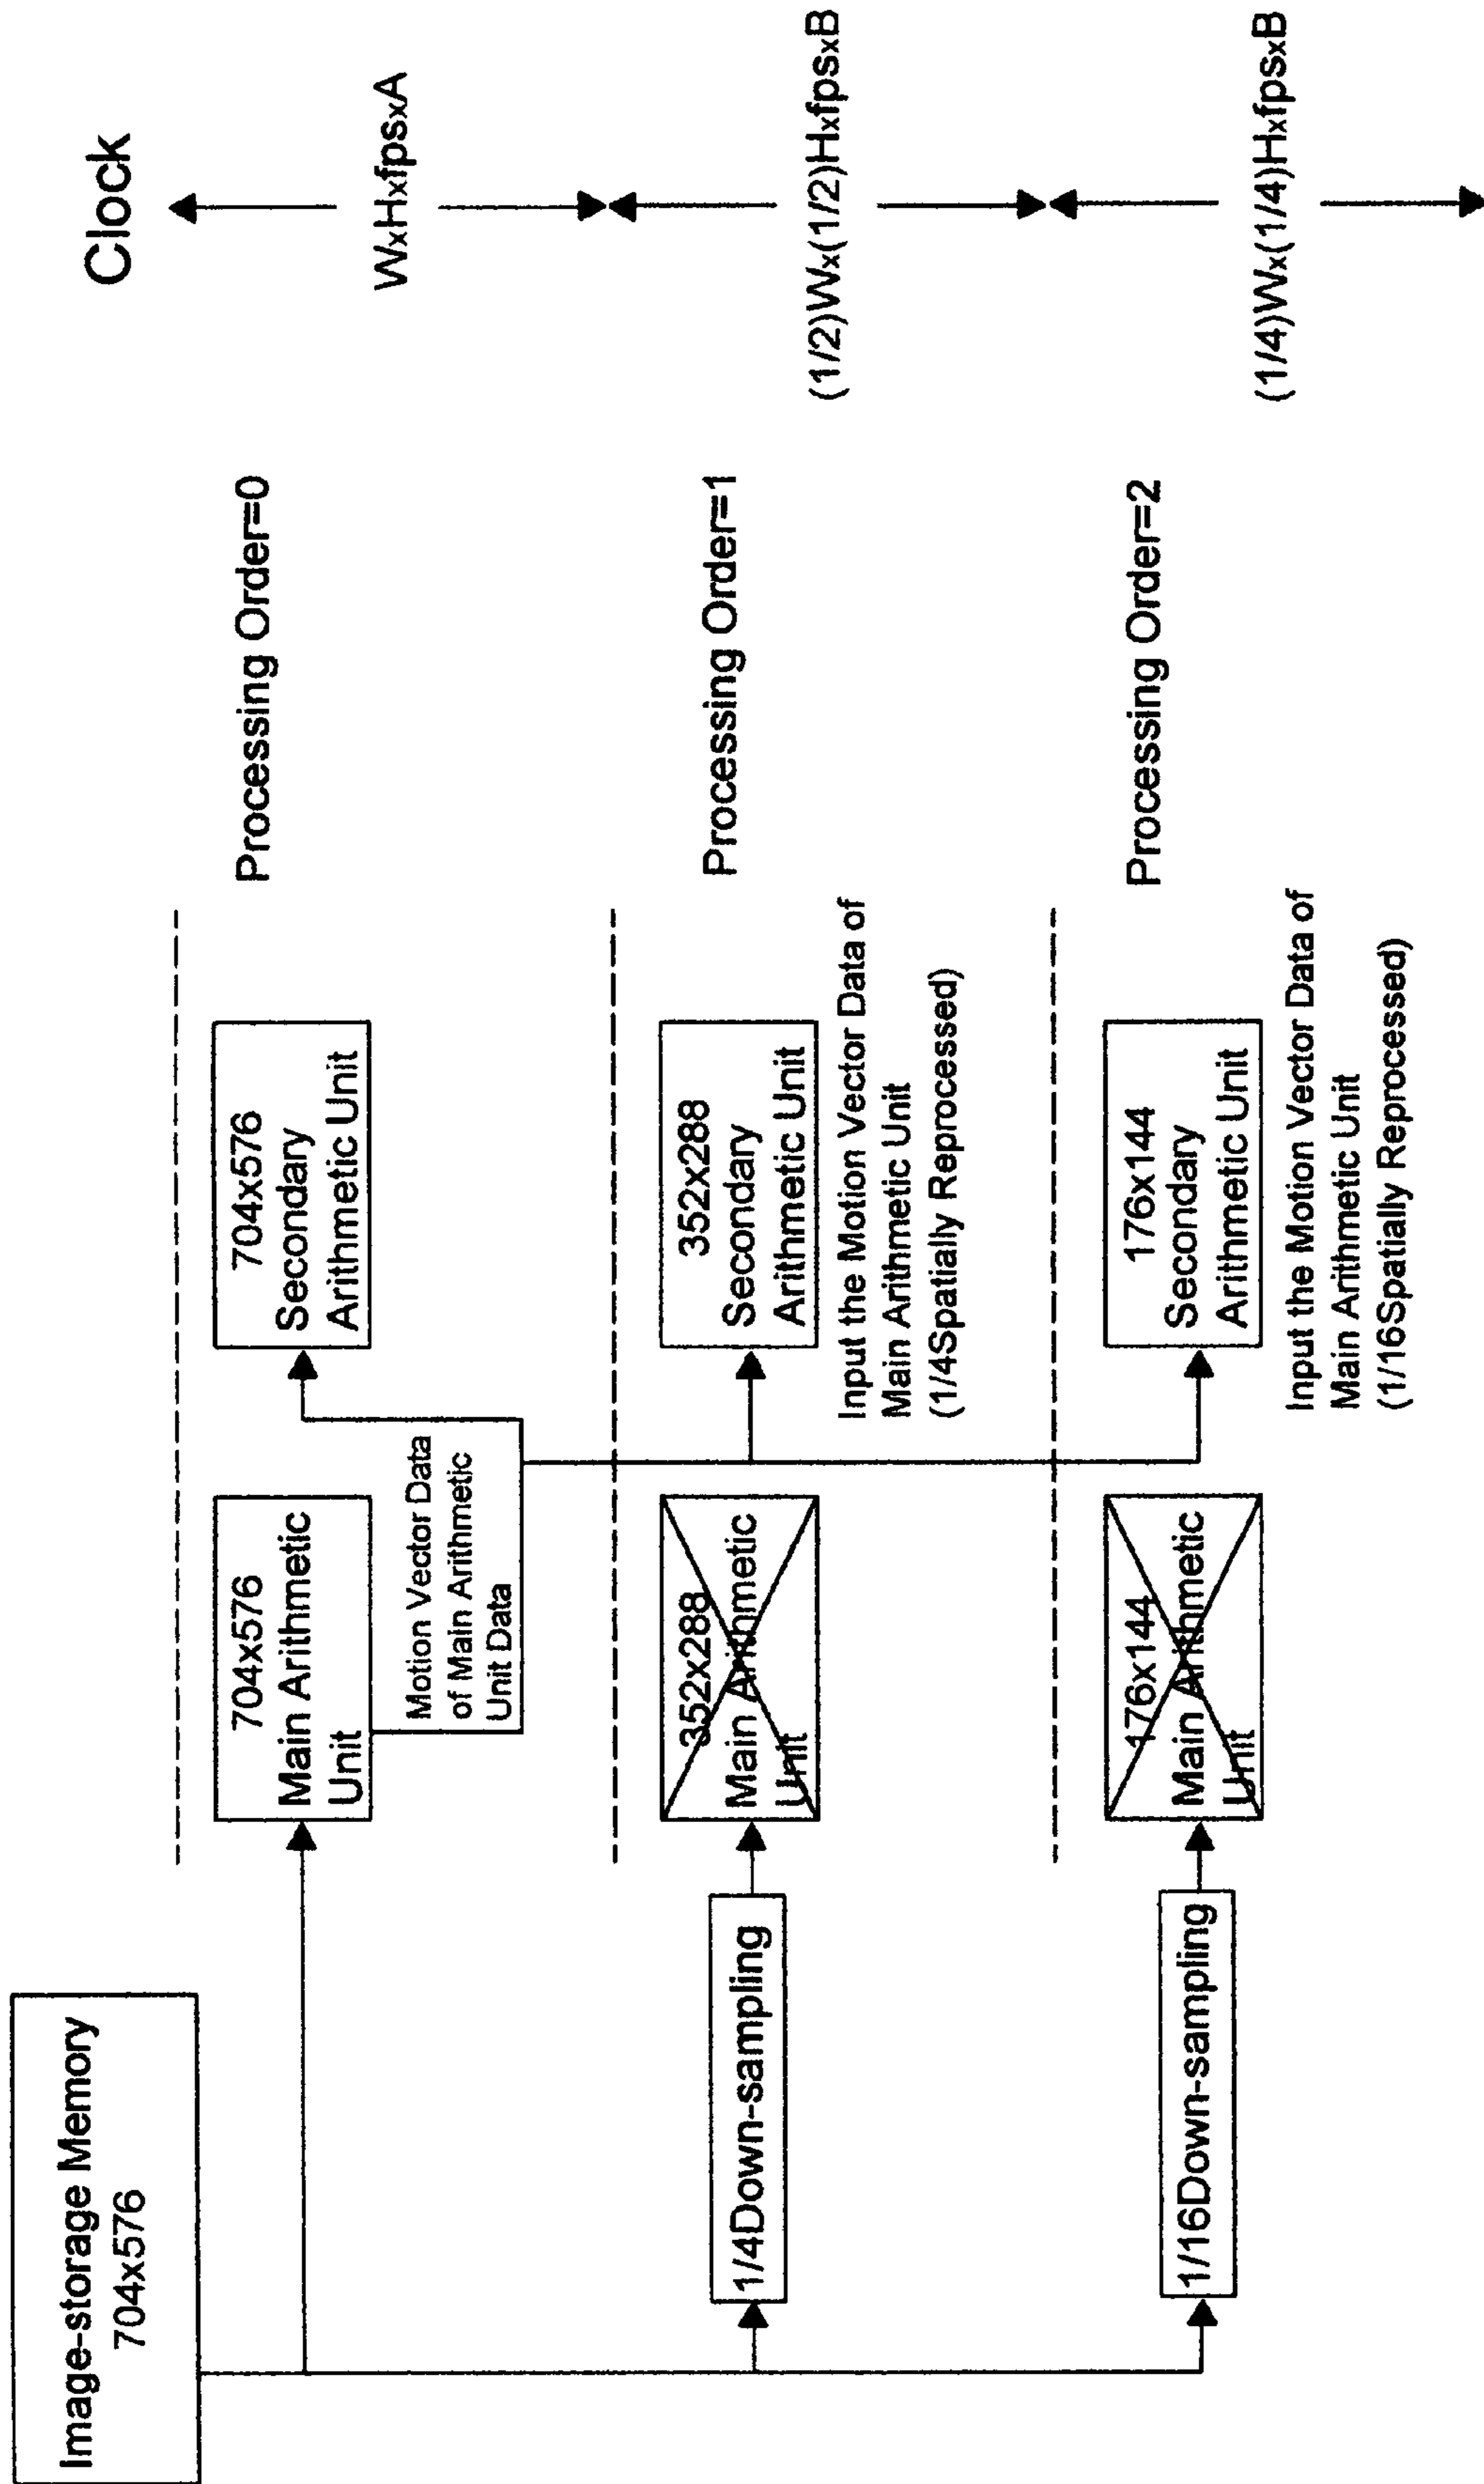 Image-storage Memory
704x576
Clock
704x576
Main Arithmetic
Unit
704x576
Secondary
Arithmetic Unit
Processing Order=0
WxHxfpsxA
Motion Vector Data
of Main Arithmetic
Unit Data
1/4Down-sampling
352x288
Main Arithmetic
Unit
352x288
Secondary
Arithmetic Unit
Processing Order=1
(1/2)Wx(1/2)HxfpsxB
Input the Motion Vector Data of
Main Arithmetic Unit
(1/4Spatially Reprocessed)
1/16Down-sampling
176x144
Main Arithmetic
Unit
176x144
Secondary
Arithmetic Unit
Processing Order=2
(1/4)Wx(1/4)HxfpsxB
Input the Motion Vector Data of
Main Arithmetic Unit
(1/16Spatially Reprocessed)